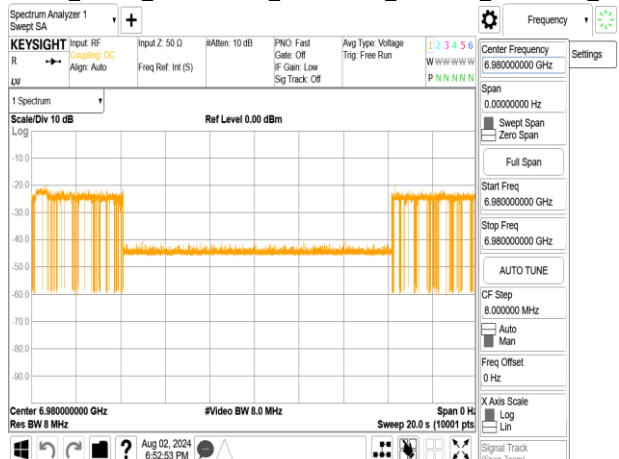 Spectrum Analyzer 1
Swept SA
+
Frequency
KEYSIGHT
R
LXI
Input: RF
Coupling: DC
Align: Auto
Input Z: 50 Ω
Freq Ref: Int (S)
#Atten: 10 dB
PNO: Fast
Gate: Off
IF Gain: Low
Sig Track: Off
Avg Type: Voltage
Trig: Free Run
1 2 3 4 5 6
W W W W W W
P N N N N N
1 Spectrum
Scale/Div 10 dB
Ref Level 0.00 dBm
Log
-10.0
-20.0
-30.0
-40.0
-50.0
-60.0
-70.0
-80.0
-90.0
Center 6.980000000 GHz
#Video BW 8.0 MHz
Span 0 Hz
Res BW 8 MHz
Sweep 20.0 s (10001 pts
?
Aug 02, 2024
6:52:53 PM
Center Frequency
6.980000000 GHz
Settings
Span
0.00000000 Hz
Swept Span
Zero Span
Full Span
Start Freq
6.980000000 GHz
Stop Freq
6.980000000 GHz
AUTO TUNE
CF Step
8.000000 MHz
Auto
Man
Freq Offset
0 Hz
X Axis Scale
Log
Lin
Signal Track